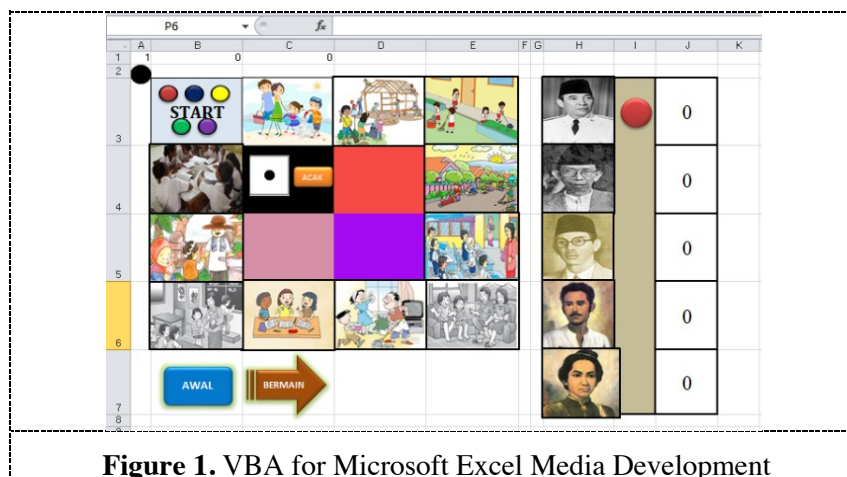 P6 fx
A B C D E F G H I J K
1 1 0 0
2
START
3 0
ACAK
4 0
5 0
6 0
AWAL BERMAIN
7 0
8
Figure 1. VBA for Microsoft Excel Media Development